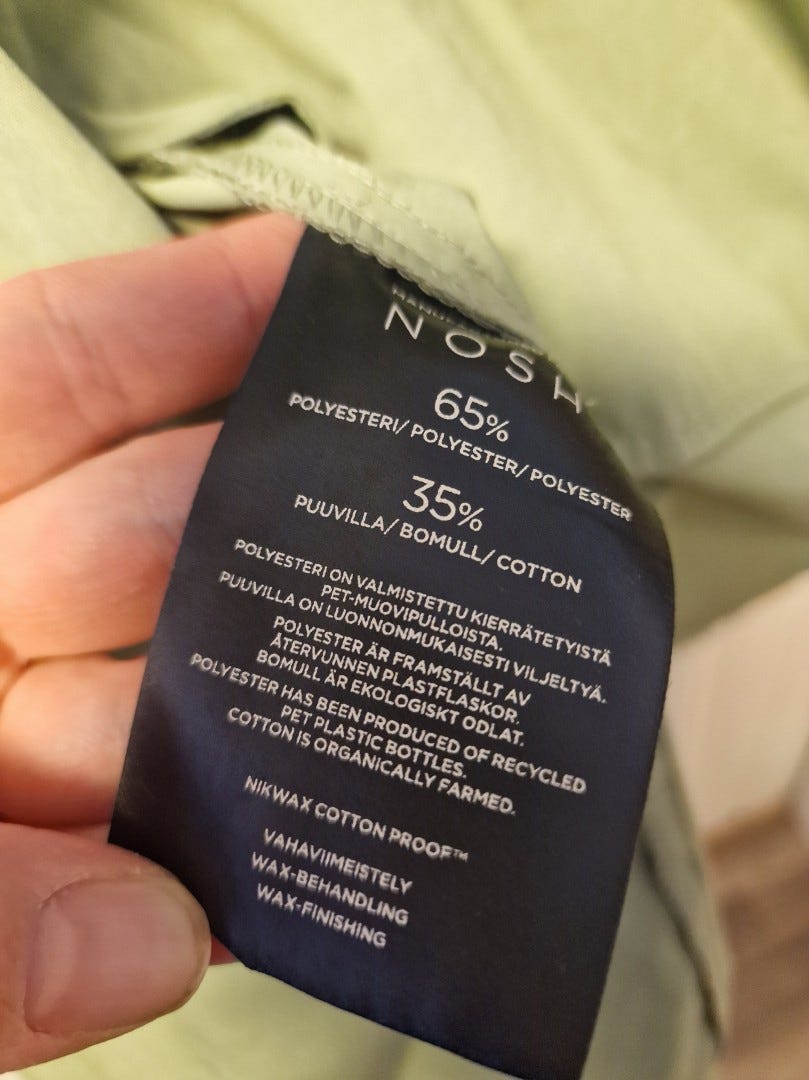 NOSH
65%
POLYESTERI/ POLYESTER/ POLYESTER
35%
PUUVILLA/ BOMULL/ COTTON
POLYESTERI ON VALMISTETTU KIERRÄTETYISTÄ
PET-MUOVIPULLOISTA.
PUUVILLA ON LUONNONMUKAISESTI VILJELTYÄ.
POLYESTER ÄR FRAMSTÄLLT AV
ÅTERVUNNEN PLASTFLASKOR.
BOMULL ÄR EKOLOGISKT ODLAT.
POLYESTER HAS BEEN PRODUCED OF RECYCLED
PET PLASTIC BOTTLES.
COTTON IS ORGANICALLY FARMED.
NIKWAX COTTON PROOF™
VAHAVIIMEISTELY
WAX-BEHANDLING
WAX-FINISHING